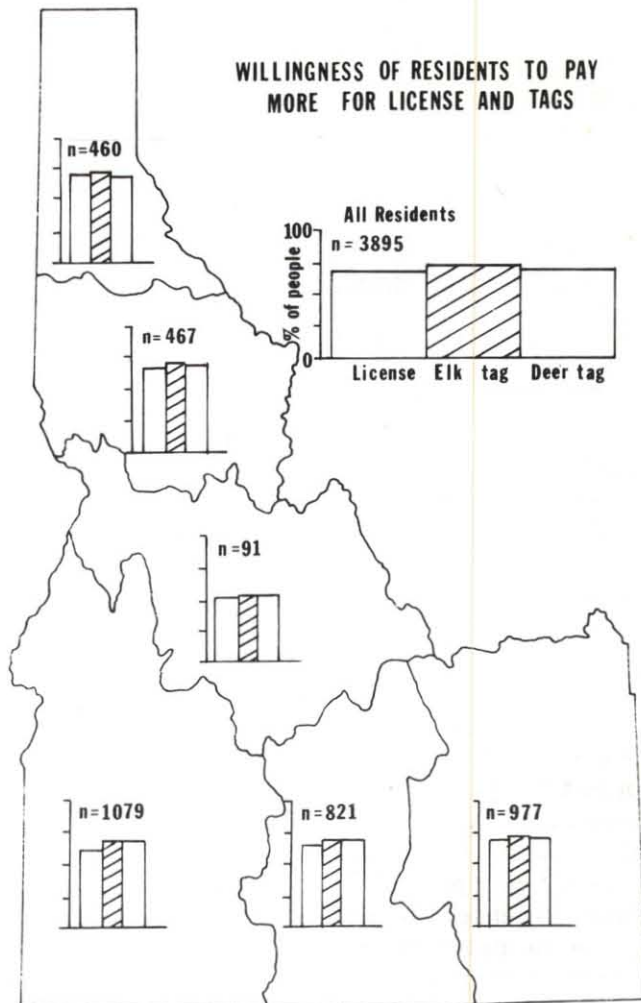 WILLINGNESS OF RESIDENTS TO PAY
MORE FOR LICENSE AND TAGS
n=460
All Residents
100
n = 3895
% of people
0
License Elk tag Deer tag
n=467
n=91
n=1079
n=821
n=977